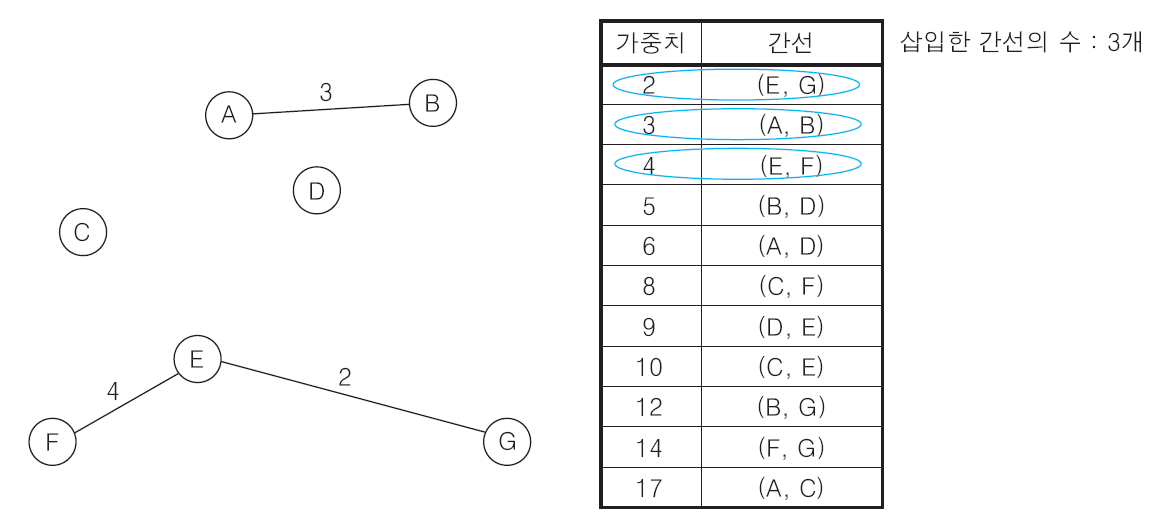 가중치 간선
2 (E, G)
3 (A, B)
4 (E, F)
5 (B, D)
6 (A, D)
8 (C, F)
9 (D, E)
10 (C, E)
12 (B, G)
14 (F, G)
17 (A, C)
삽입한 간선의 수 : 3개
A
3
B
D
C
E
4
2
F
G